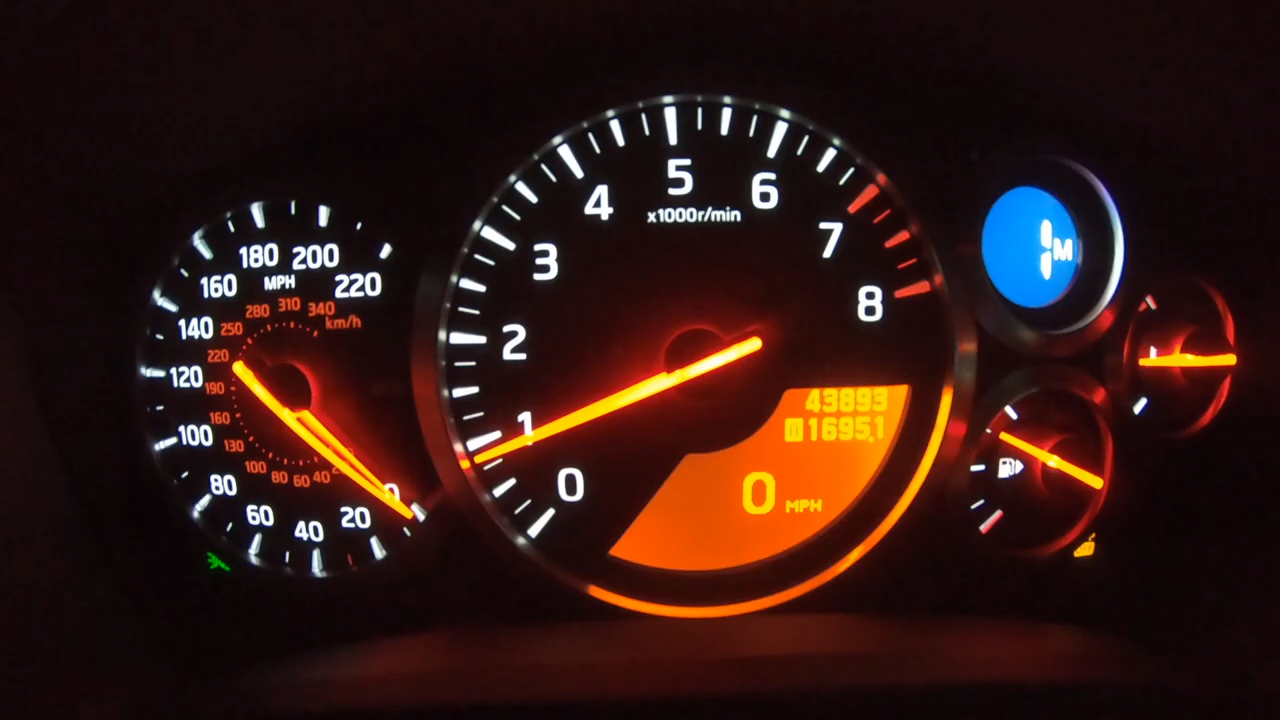 180 200
160 MPH 220
140
120
100
80
60 40 20 0
280 310 340
250 km/h
220
190
160
130
100 80 60 40
5
4 6
x1000r/min
3 7
2 8
1
0
43893
1695.1
0 MPH
1 M